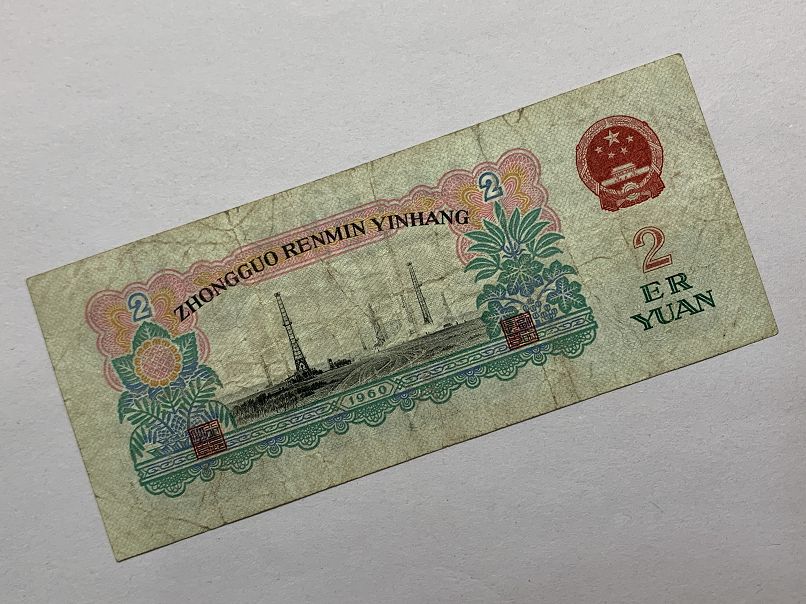 ZHONGGUO RENMIN YINHANG
2
2
1960
2
ER
YUAN